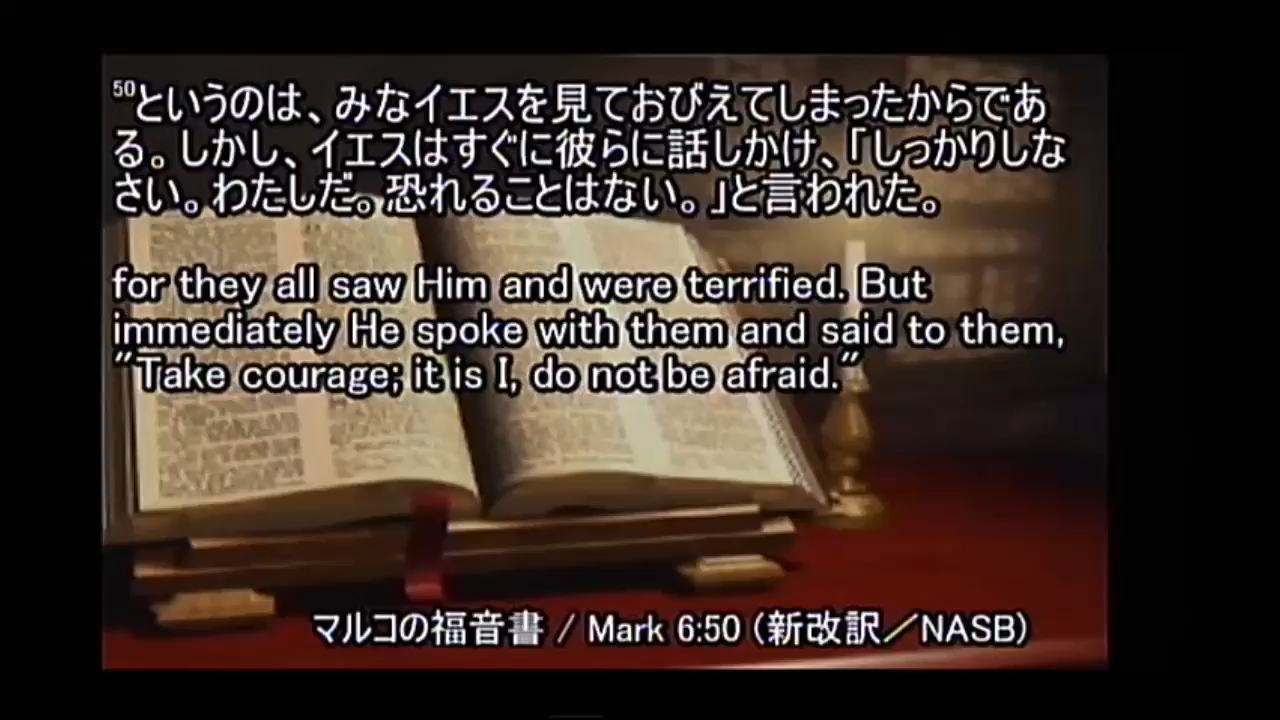 50というのは、みなイエスを見ておびえてしまったからであ
る。しかし、イエスはすぐに彼らに話しかけ、「しっかりしな
さい。わたしだ。恐れることはない。」と言われた。
for they all saw Him and were terrified. But
immediately He spoke with them and said to them,
"Take courage; it is I, do not be afraid."
マルコの福音書 / Mark 6:50 (新改訳／NASB)